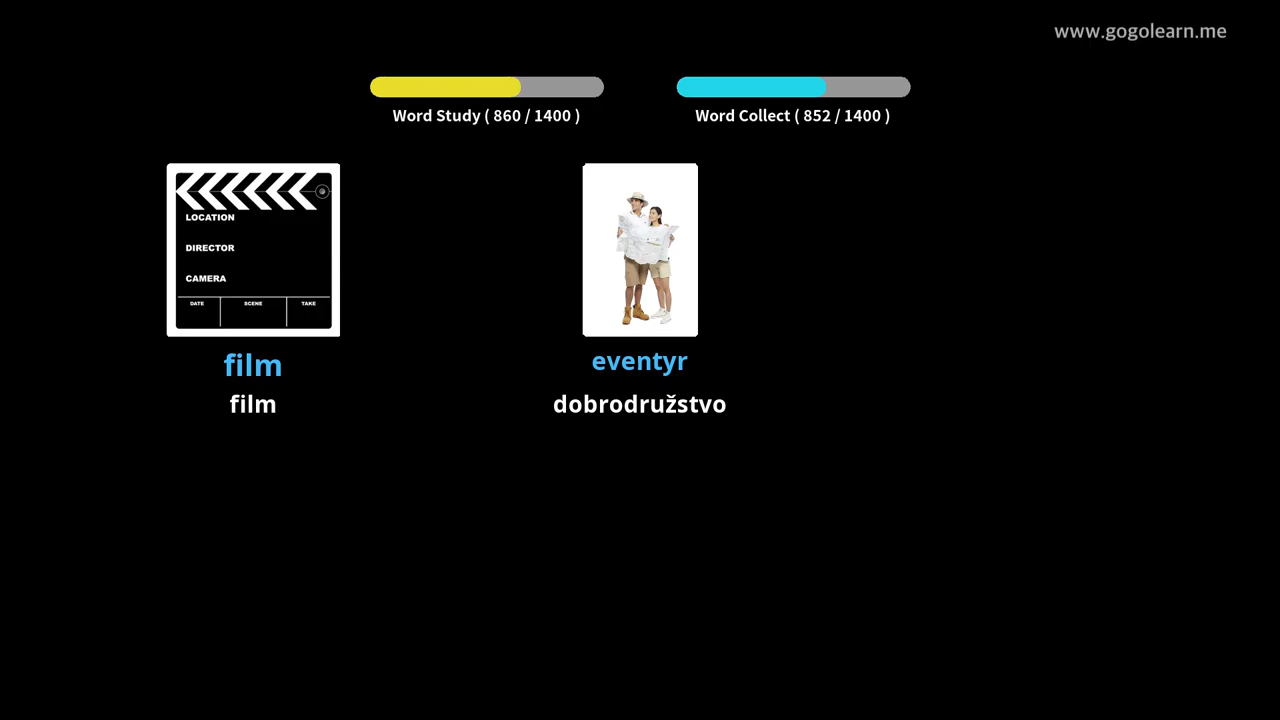 www.gogolearn.me
Word Study ( 860 / 1400 )
Word Collect ( 852 / 1400 )
LOCATION
DIRECTOR
CAMERA
DATE SCENE TAKE
film
film
eventyr
dobrodružstvo